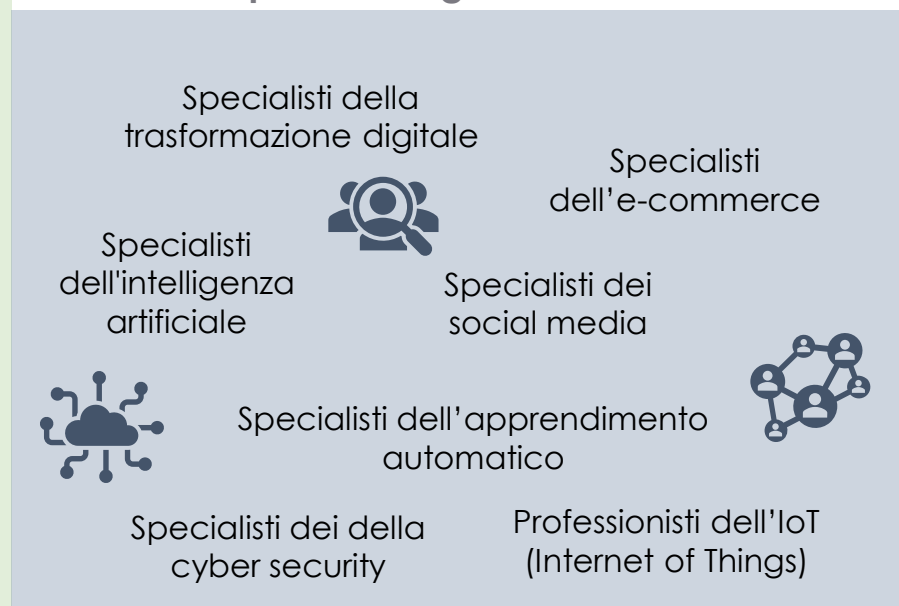 Specialisti della
trasformazione digitale
Specialisti
dell’e-commerce
Specialisti
dell'intelligenza
artificiale
Specialisti dei
social media
Specialisti dell’apprendimento
automatico
Specialisti dei della
cyber security
Professionisti dell’IoT
(Internet of Things)